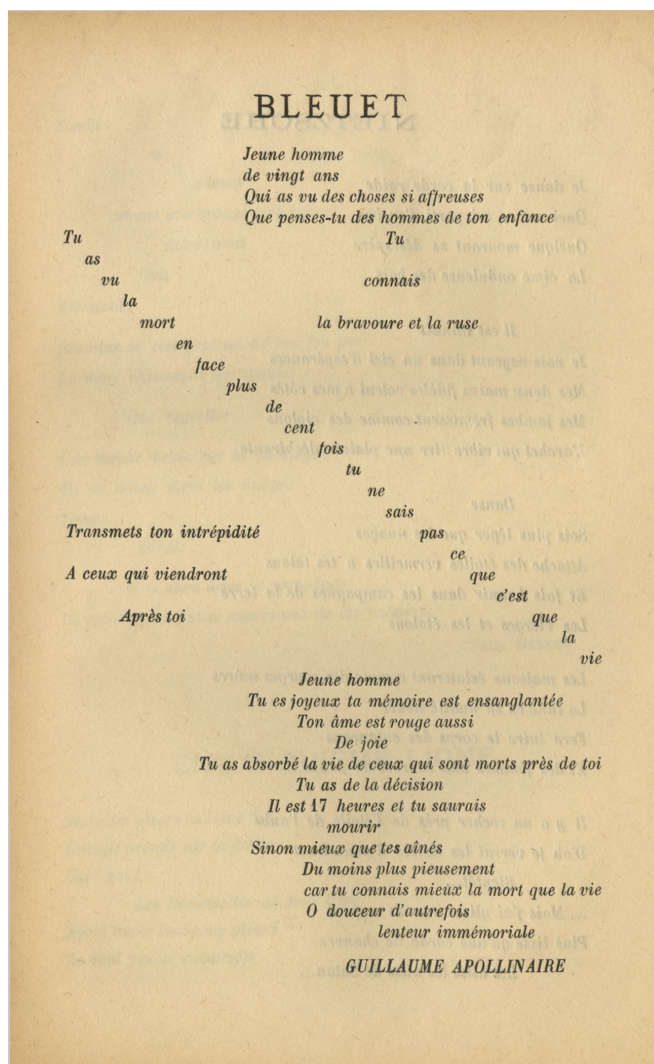 BLEUET
Jeune homme
de vingt ans
Qui as vu des choses si affreuses
Que penses-tu des hommes de ton enfance
Tu
Tu
as
vu
connais
la
mort
la bravoure et la ruse
en
face
plus
de
cent
fois
tu
ne
sais
Transmets ton intrépidité
pas
ce
A ceux qui viendront
que
c'est
Après toi
que
la
vie
Jeune homme
Tu es joyeux ta mémoire est ensanglantée
Ton âme est rouge aussi
De joie
Tu as absorbé la vie de ceux qui sont morts près de toi
Tu as de la décision
Il est 17 heures et tu saurais
mourir
Sinon mieux que tes aînés
Du moins plus pieusement
car tu connais mieux la mort que la vie
O douceur d'autrefois
lenteur immémoriale
GUILLAUME APOLLINAIRE